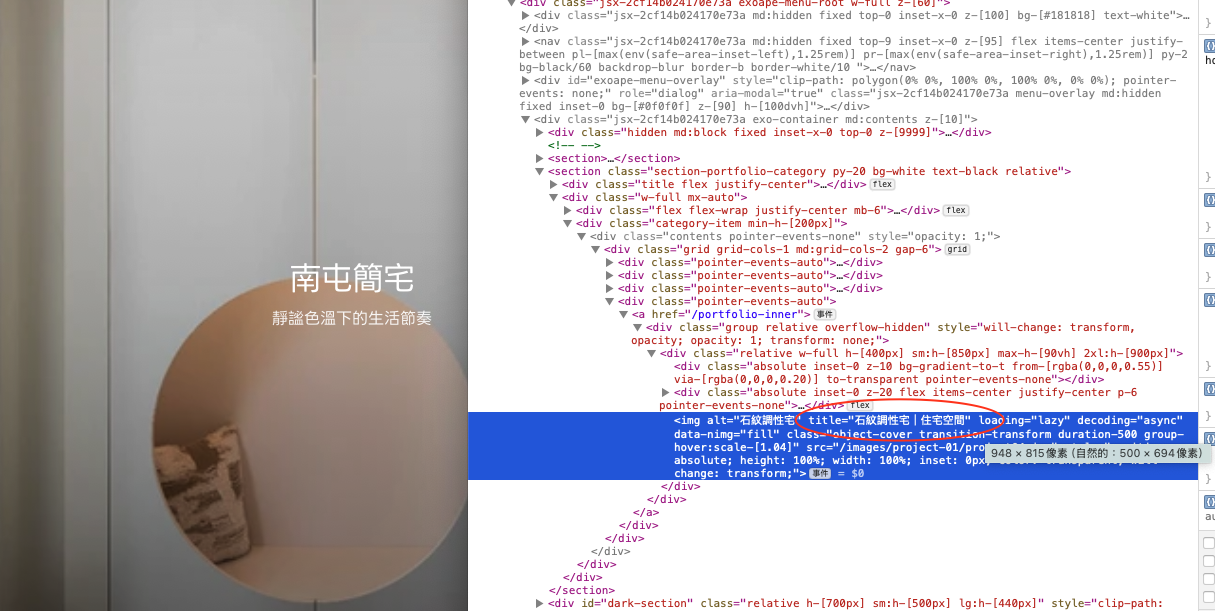 南屯簡宅
靜謐色溫下的生活節奏
▼<div class="jsx-2cf14b024170e73a exoape-menu-root w-full z-[60]">
▶<div class="jsx-2cf14b024170e73a md:hidden fixed top-0 inset-x-0 z-[100] bg-[#181818] text-white">…
</div>
▶<nav class="jsx-2cf14b024170e73a md:hidden fixed top-9 inset-x-0 z-[95] flex items-center justify-
between pl-[max(env(safe-area-inset-left),1.25rem)] pr-[max(env(safe-area-inset-right),1.25rem)] py-2
bg-black/60 backdrop-blur border-b border-white/10 ">…</nav>
▶<div id="exoape-menu-overlay" style="clip-path: polygon(0% 0%, 100% 0%, 100% 0%, 0% 0%); pointer-
events: none;" role="dialog" aria-modal="true" class="jsx-2cf14b024170e73a menu-overlay md:hidden
fixed inset-0 bg-[#0f0f0f] z-[90] h-[100dvh]">…</div>
▼<div class="jsx-2cf14b024170e73a exo-container md:contents z-[10]">
▶<div class="hidden md:block fixed inset-x-0 top-0 z-[9999]">…</div>
<!-- -->
▶<section>…</section>
▼<section class="section-portfolio-category py-20 bg-white text-black relative">
▶<div class="title flex justify-center">…</div> flex
▼<div class="w-full mx-auto">
▶<div class="flex flex-wrap justify-center mb-6">…</div> flex
▼<div class="category-item min-h-[200px]">
▼<div class="contents pointer-events-none" style="opacity: 1;">
▼<div class="grid grid-cols-1 md:grid-cols-2 gap-6"> grid
▶<div class="pointer-events-auto">…</div>
▶<div class="pointer-events-auto">…</div>
▶<div class="pointer-events-auto">…</div>
▼<div class="pointer-events-auto">
▼<a href="/portfolio-inner"> 事件
▼<div class="group relative overflow-hidden" style="will-change: transform,
opacity; opacity: 1; transform: none;">
▼<div class="relative w-full h-[400px] sm:h-[850px] max-h-[90vh] 2xl:h-[900px]">
<div class="absolute inset-0 z-10 bg-gradient-to-t from-[rgba(0,0,0,0.55)]
via-[rgba(0,0,0,0.20)] to-transparent pointer-events-none"></div>
▶<div class="absolute inset-0 z-20 flex items-center justify-center p-6
pointer-events-none">…</div> flex
<img alt="石紋調性宅" title="石紋調性宅｜住宅空間" loading="lazy" decoding="async"
data-nimg="fill" class="object-cover transition-transform duration-500 group-
hover:scale-[1.04]" src="/images/project-01/pro
948 × 815像素 (自然的：500 × 694像素)
absolute; height: 100%; width: 100%; inset: 0px;
change: transform;"> 事件 = $0
</div>
</div>
</a>
</div>
</div>
</div>
</div>
</div>
</section>
▶<div id="dark-section" class="relative h-[700px] sm:h-[500px] lg:h-[440px]" style="clip-path: